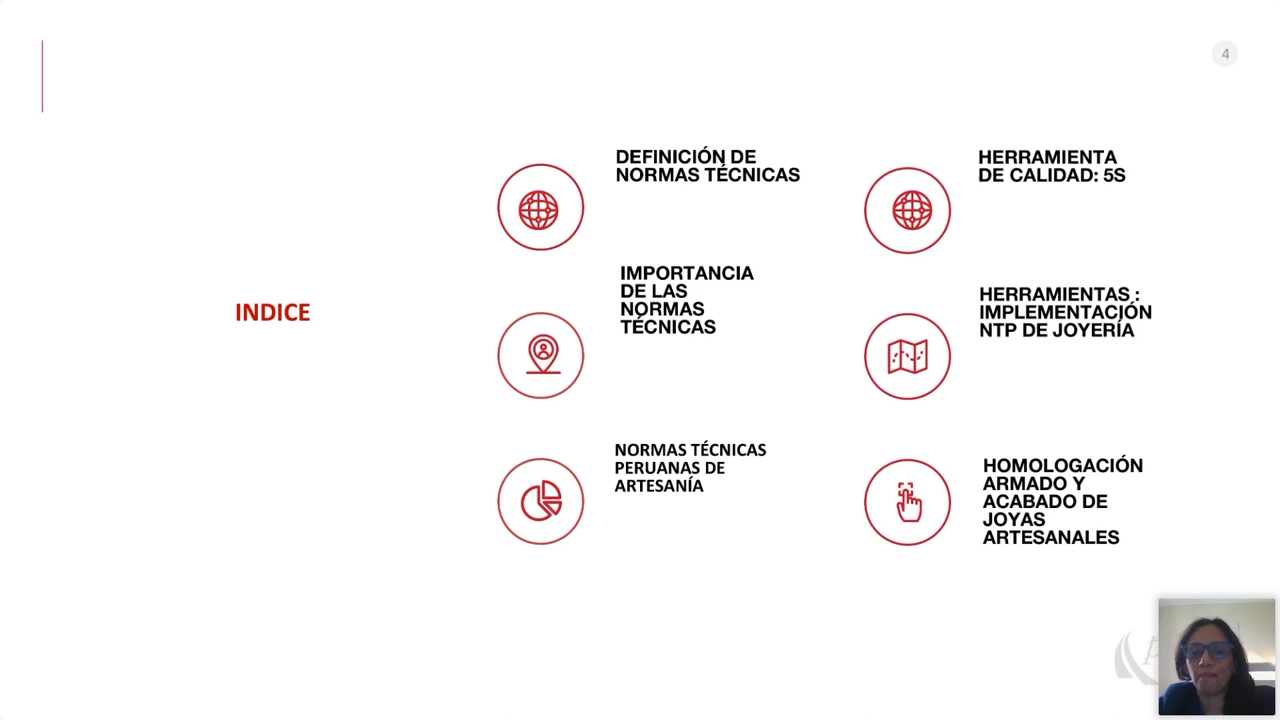 4
INDICE
DEFINICIÓN DE
NORMAS TÉCNICAS
IMPORTANCIA
DE LAS
NORMAS
TÉCNICAS
NORMAS TÉCNICAS
PERUANAS DE
ARTESANÍA
HERRAMIENTA
DE CALIDAD: 5S
HERRAMIENTAS :
IMPLEMENTACIÓN
NTP DE JOYERÍA
HOMOLOGACIÓN
ARMADO Y
ACABADO DE
JOYAS
ARTESANALES